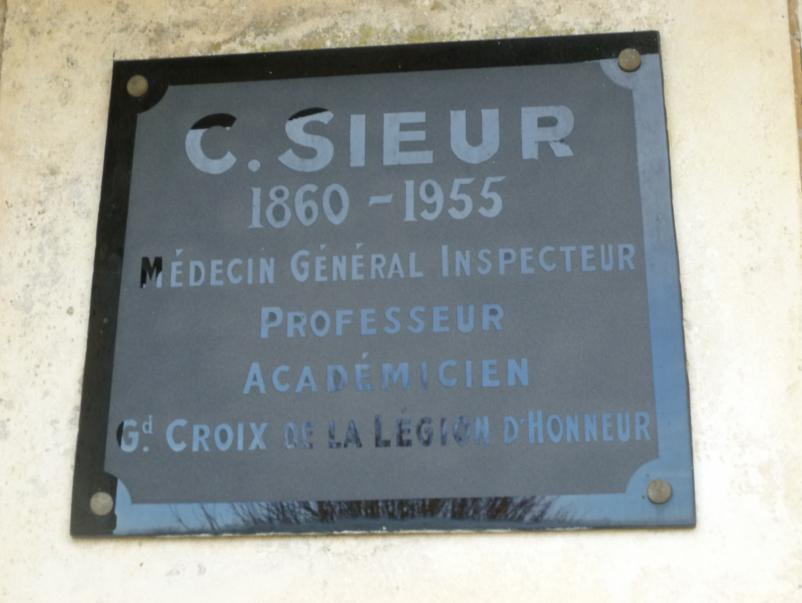 C. SIEUR
1860 - 1955
MÉDECIN GÉNÉRAL INSPECTEUR
PROFESSEUR
ACADÉMICIEN
Gd. CROIX DE LA LÉGION D'HONNEUR